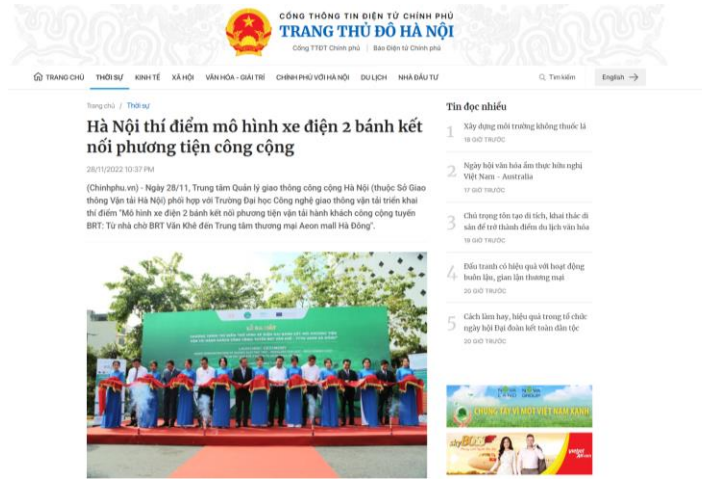 CỔNG THÔNG TIN ĐIỆN TỬ CHÍNH PHỦ
TRANG THỦ ĐÔ HÀ NỘI
Cổng TTĐT Chính phủ | Báo Điện tử Chính phủ
TRANG CHỦ THỜI SỰ KINH TẾ XÃ HỘI VĂN HÓA - GIẢI TRÍ CHÍNH PHỦ VỚI HÀ NỘI DU LỊCH NHÀ ĐẦU TƯ Tìm kiếm English →
Trang chủ / Thời sự
Hà Nội thí điểm mô hình xe điện 2 bánh kết
nối phương tiện công cộng
28/11/2022 10:37 PM
(Chinhphu.vn) - Ngày 28/11, Trung tâm Quản lý giao thông công cộng Hà Nội (thuộc Sở Giao
thông Vận tải Hà Nội) phối hợp với Trường Đại học Công nghệ giao thông vận tải triển khai
thí điểm "Mô hình xe điện 2 bánh kết nối phương tiện vận tải hành khách công cộng tuyến
BRT: Từ nhà chờ BRT Văn Khê đến Trung tâm thương mại Aeon mall Hà Đông".
LỄ RA MẮT
Tin đọc nhiều
1 Xây dựng môi trường không thuốc lá
19 GIỜ TRƯỚC
2 Ngày hội văn hóa ẩm thực hữu nghị
Việt Nam - Australia
17 GIỜ TRƯỚC
3 Chú trọng tôn tạo di tích, khai thác di
sản để trở thành điểm du lịch văn hóa
19 GIỜ TRƯỚC
4 Đấu tranh có hiệu quả với hoạt động
buôn lậu, gian lận thương mại
20 GIỜ TRƯỚC
5 Cách làm hay, hiệu quả trong tổ chức
ngày hội Đại đoàn kết toàn dân tộc
20 GIỜ TRƯỚC
CHUNG TAY VÌ MỘT VIỆT NAM XANH
vietjet